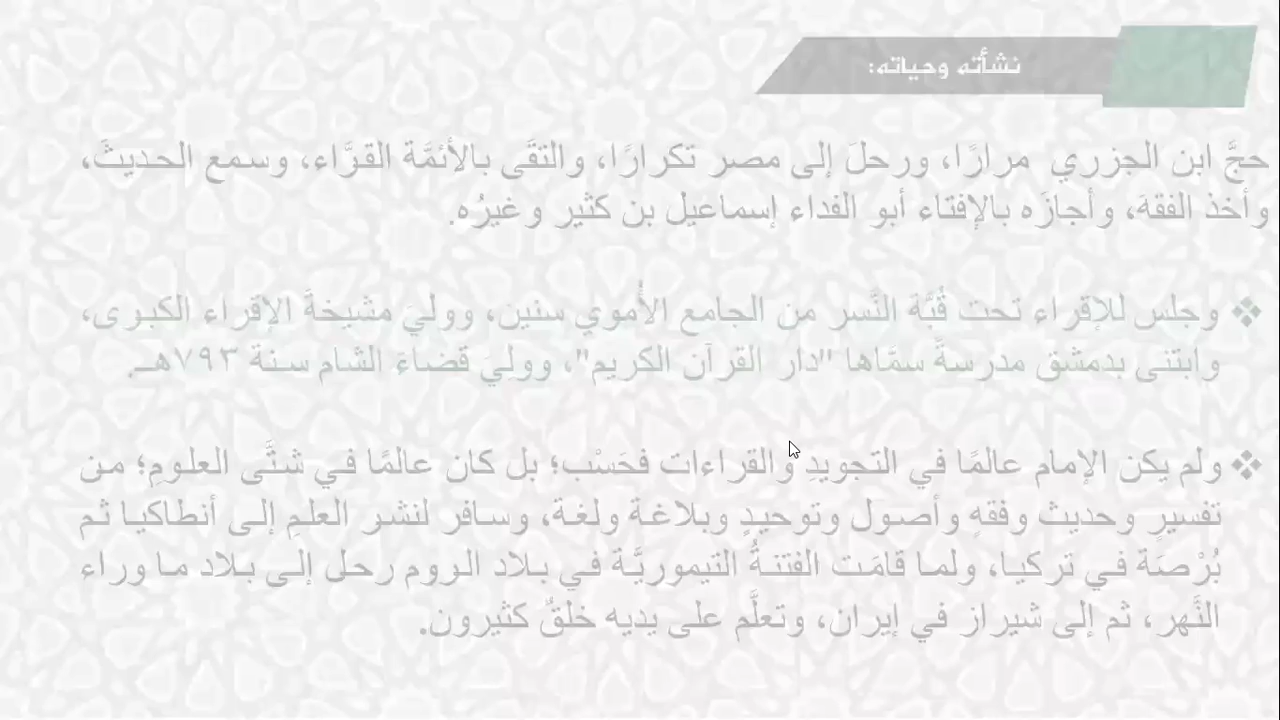 نشأته وحياته:
حجَّ ابن الجزري مرارًا، ورحلَ إلى مصر تكرارًا، والتقَى بالأئمَّة القرَّاء، وسمع الحديثَ،
وأخذ الفقهَ، وأجازَه بالإفتاء أبو الفداء إسماعيل بن كثير وغيرُه.
❖ وجلس للإقراء تحت قُبَّة النَّسر من الجامع الأُموي سنين، ووليَ مشيخةَ الإقراء الكبرى،
وابتنى بدمشق مدرسةً سمَّاها "دار القرآن الكريم"، ووليَ قضاءَ الشام سنة ٧٩٣هـ.
❖ ولم يكن الإمام عالمًا في التجويدِ والقراءات فحَسْب؛ بل كان عالمًا في شتَّى العلومِ؛ من
تفسيرٍ وحديث وفقهٍ وأصول وتوحيدٍ وبلاغة ولغة، وسافر لنشر العلمِ إلى أنطاكيا ثم
بُرْصَة في تركيا، ولما قامَت الفتنةُ التيموريَّة في بلاد الروم رحل إلى بلاد ما وراء
النَّهر، ثم إلى شيراز في إيران، وتعلَّم على يديه خلقٌ كثيرون.